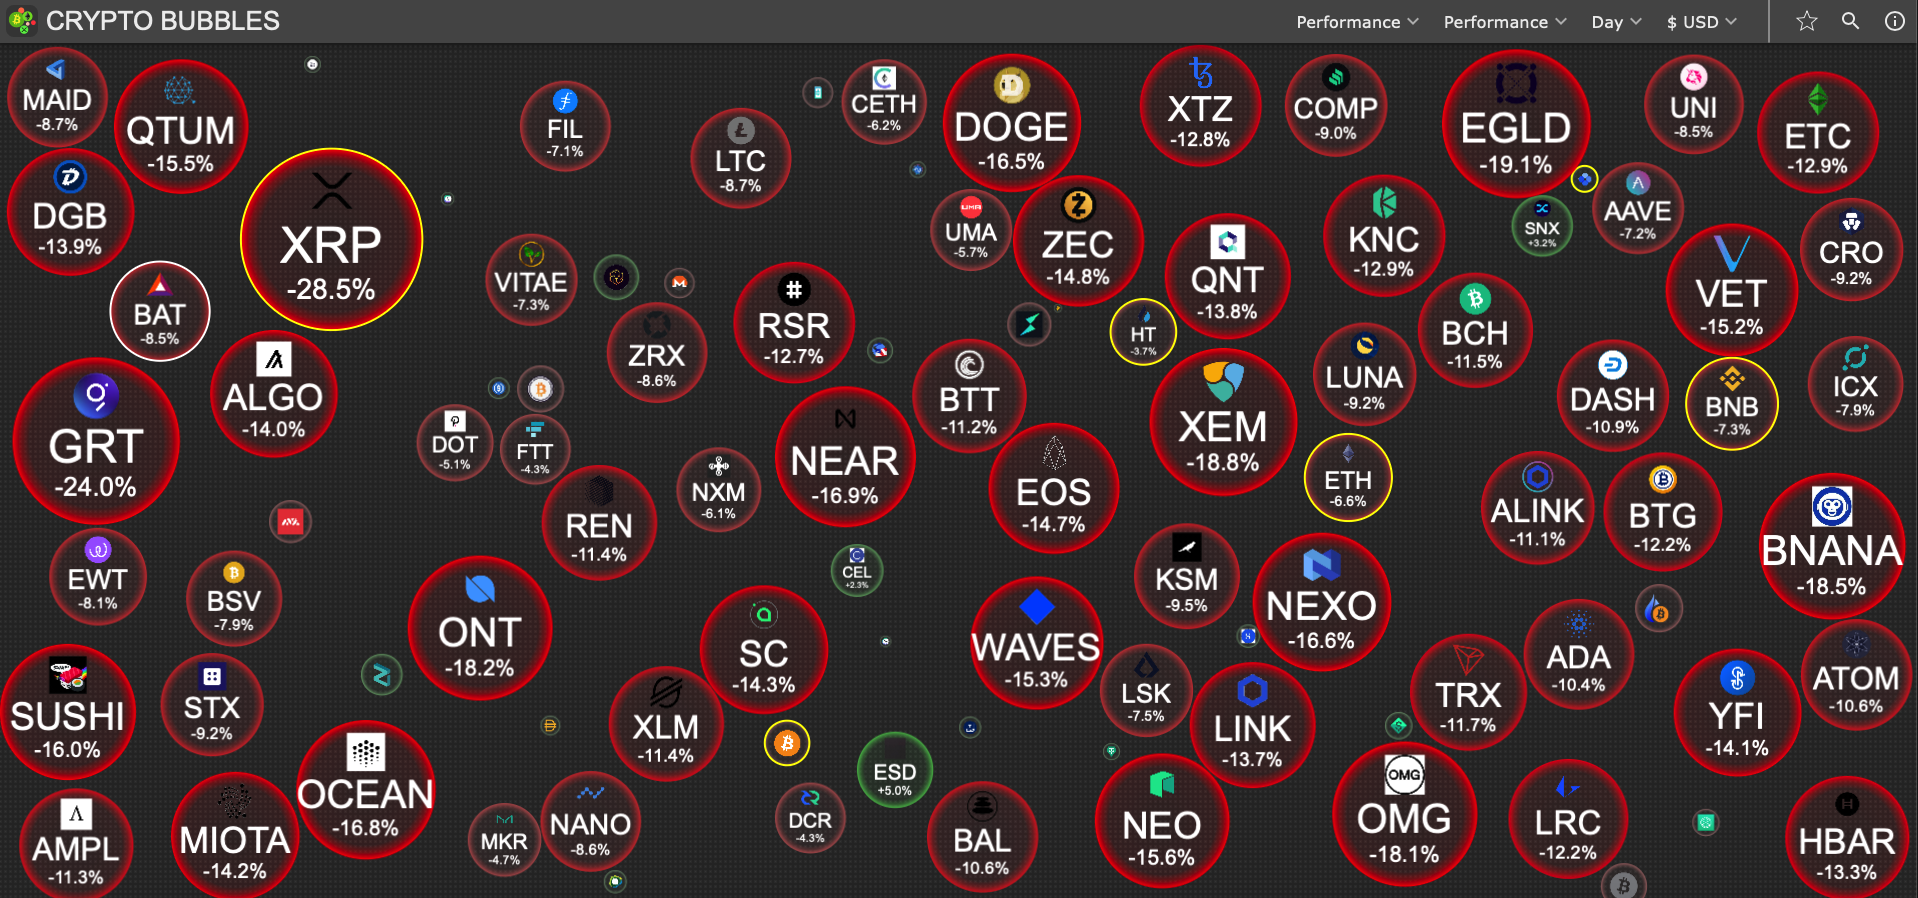 CRYPTO BUBBLES
Performance
Performance
Day
$ USD
MAID
-8.7%
QTUM
-15.5%
FIL
-7.1%
LTC
-8.7%
CETH
-6.2%
DOGE
-16.5%
XTZ
-12.8%
COMP
-9.0%
EGLD
-19.1%
UNI
-8.5%
ETC
-12.9%
DGB
-13.9%
XRP
-28.5%
UMA
-5.7%
ZEC
-14.8%
QNT
-13.8%
KNC
-12.9%
SNX
+3.2%
AAVE
-7.2%
CRO
-9.2%
BAT
-8.5%
VITAE
-7.3%
ZRX
-8.6%
RSR
-12.7%
HT
-3.7%
BCH
-11.5%
VET
-15.2%
GRT
-24.0%
ALGO
-14.0%
DOT
-5.1%
FTT
-4.3%
BTT
-11.2%
XEM
-18.8%
LUNA
-9.2%
DASH
-10.9%
BNB
-7.3%
ICX
-7.9%
REN
-11.4%
NXM
-6.1%
NEAR
-16.9%
EOS
-14.7%
ETH
-6.6%
ALINK
-11.1%
BTG
-12.2%
BNANA
-18.5%
EWT
-8.1%
BSV
-7.9%
ONT
-18.2%
CEL
+2.3%
KSM
-9.5%
NEXO
-16.6%
SUSHI
-16.0%
STX
-9.2%
SC
-14.3%
WAVES
-15.3%
LSK
-7.5%
LINK
-13.7%
TRX
-11.7%
ADA
-10.4%
YFI
-14.1%
ATOM
-10.6%
OCEAN
-16.8%
XLM
-11.4%
ESD
+5.0%
AMPL
-11.3%
MIOTA
-14.2%
MKR
-4.7%
NANO
-8.6%
DCR
-4.3%
BAL
-10.6%
NEO
-15.6%
OMG
OMG
-18.1%
LRC
-12.2%
HBAR
-13.3%